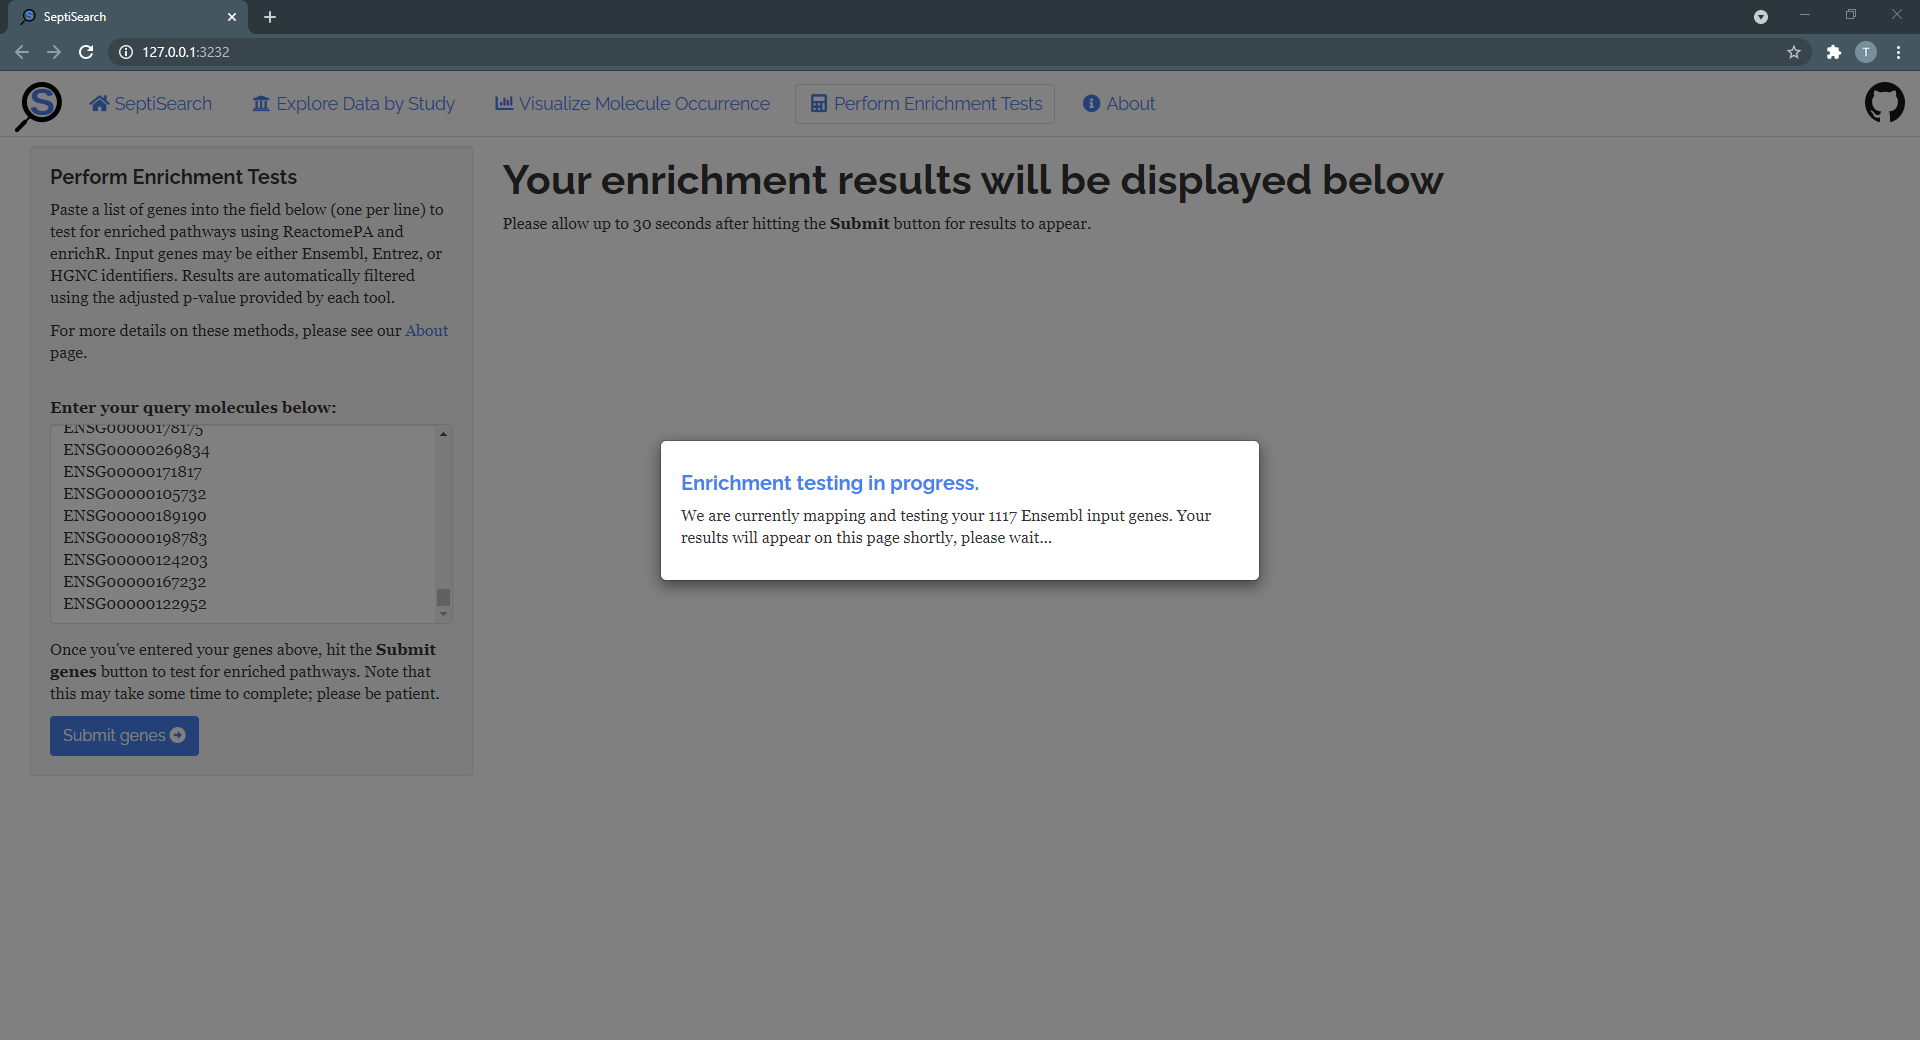 SeptiSearch
127.0.0.1:3232
T
S
SeptiSearch
Explore Data by Study
Visualize Molecule Occurrence
Perform Enrichment Tests
About
Perform Enrichment Tests
Paste a list of genes into the field below (one per line) to
test for enriched pathways using ReactomePA and
enrichR. Input genes may be either Ensembl, Entrez, or
HGNC identifiers. Results are automatically filtered
using the adjusted p-value provided by each tool.
For more details on these methods, please see our About
page.
Enter your query molecules below:
ENSG00000178175
ENSG00000269834
ENSG00000171817
ENSG00000105732
ENSG00000189190
ENSG00000198783
ENSG00000124203
ENSG00000167232
ENSG00000122952
Once you've entered your genes above, hit the Submit
genes button to test for enriched pathways. Note that
this may take some time to complete; please be patient.
Submit genes
Your enrichment results will be displayed below
Please allow up to 30 seconds after hitting the Submit button for results to appear.
Enrichment testing in progress.
We are currently mapping and testing your 1117 Ensembl input genes. Your
results will appear on this page shortly, please wait...